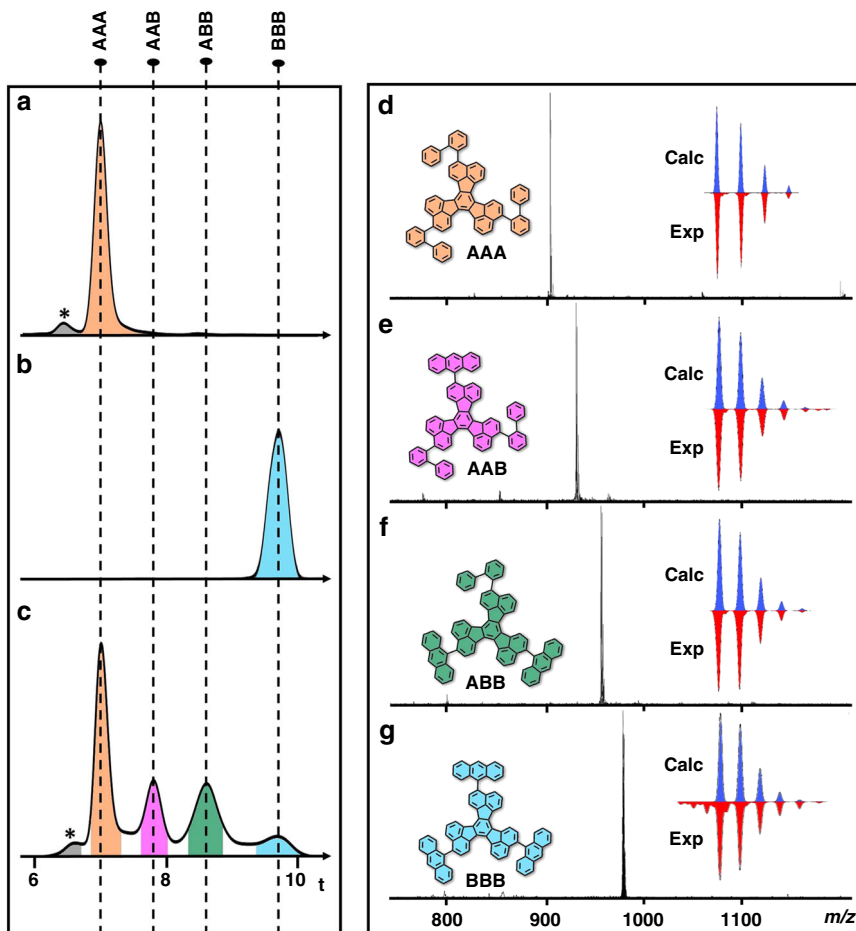 AAA
AAB
ABB
BBB
a
*
b
c
*
6
8
10
t
d
Calc
Exp
AAA
e
Calc
Exp
AAB
f
Calc
Exp
ABB
g
Calc
Exp
BBB
800
900
1000
1100
m/z